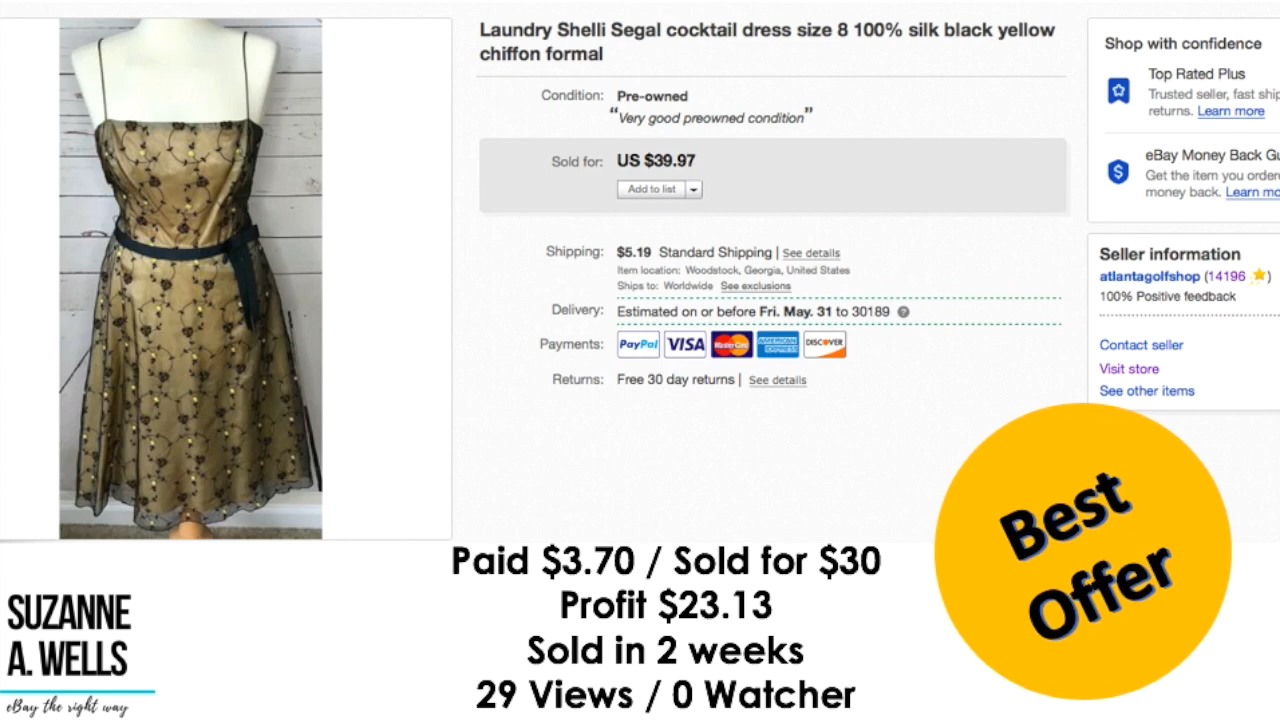 Laundry Shelli Segal cocktail dress size 8 100% silk black yellow
chiffon formal
Condition: Pre-owned
“Very good preowned condition”
Sold for: US $39.97
Add to list
Shipping: $5.19 Standard Shipping | See details
Item location: Woodstock, Georgia, United States
Ships to: Worldwide See exclusions
Delivery: Estimated on or before Fri. May. 31 to 30189 ?
Payments: PayPal VISA MasterCard AMERICAN EXPRESS DISCOVER
Returns: Free 30 day returns | See details
Shop with confidence
Top Rated Plus
Trusted seller, fast ship
returns. Learn more
eBay Money Back Gu
Get the item you ordere
money back. Learn mo
Seller information
atlantagolfshop (14196 )
100% Positive feedback
Contact seller
Visit store
See other items
Best
Offer
Paid $3.70 / Sold for $30
Profit $23.13
Sold in 2 weeks
29 Views / 0 Watcher
SUZANNE
A. WELLS
eBay the right way